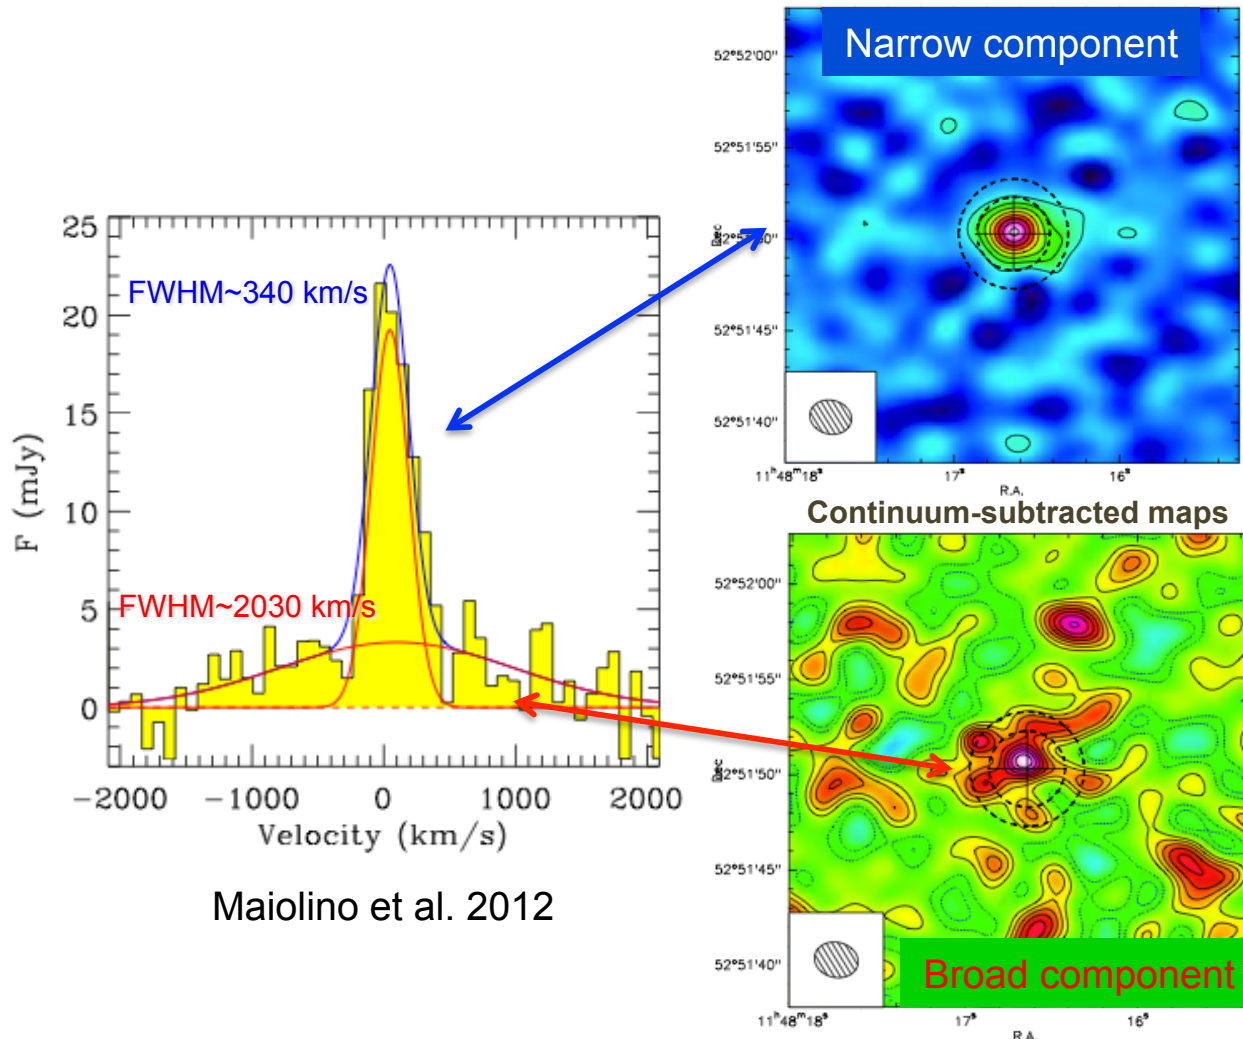 Narrow component
52°52'00"
52°51'55"
52°51'45"
52°51'40"
Dec
11ʰ48ᵐ18ˢ
17ˢ
16ˢ
R.A.
25
20
15
10
5
0
F (mJy)
FWHM~340 km/s
FWHM~2030 km/s
−2000
−1000
0
1000
2000
Velocity (km/s)
Maiolino et al. 2012
Continuum-subtracted maps
52°52'00"
52°51'55"
52°51'50"
52°51'45"
52°51'40"
Broad component
11ʰ48ᵐ18ˢ
17ˢ
16ˢ
R.A.